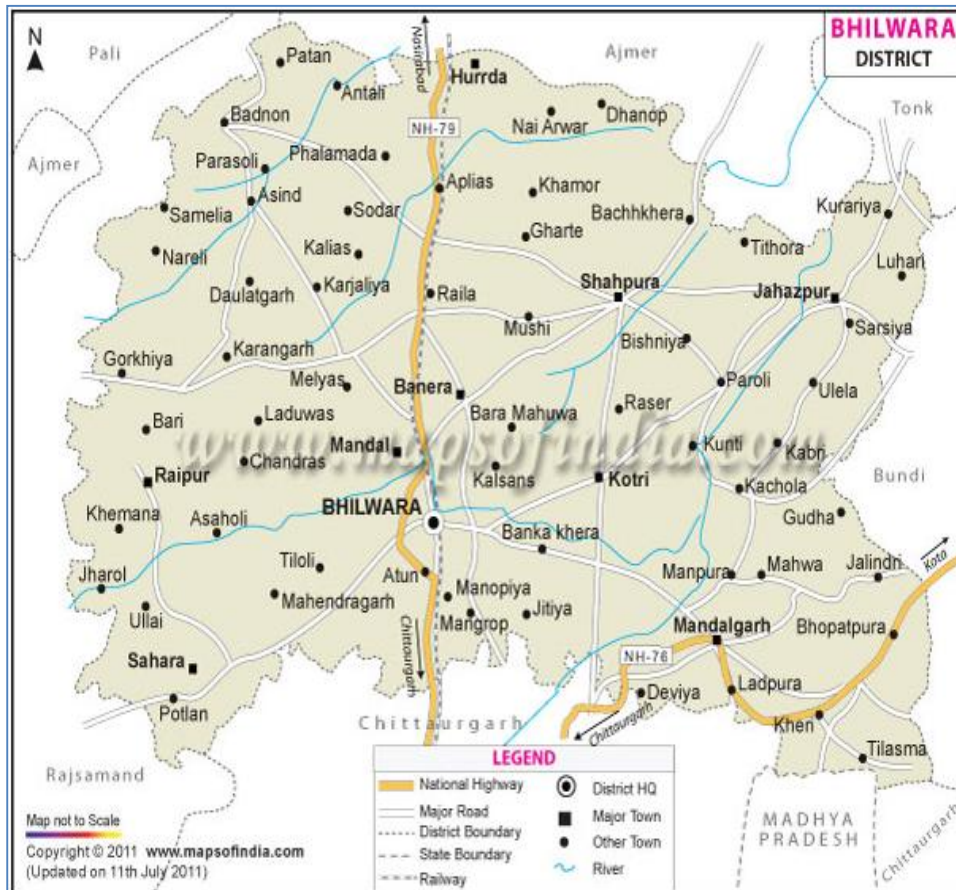 BHILWARA
DISTRICT
N
Pali
Patan
Nasirabad
Ajmer
Hurrda
Antali
Badnon
NH-79
Nai Arwar
Dhanop
Tonk
Ajmer
Parasoli
Phalamada
Aplias
Khamor
Asind
Samelia
Sodar
Bachhkhera
Kurariya
Nareli
Kalias
Gharte
Tithora
Luhari
Daulatgarh
Karjaliya
Raila
Shahpura
Jahazpur
Mushi
Bishniya
Sarsiya
Gorkhiya
Karangarh
Melyas
Banera
Paroli
Ulela
Bari
Laduwas
Bara Mahuwa
Raser
www.mapsofindia.com
Mandal
Kunti
Kabri
Raipur
Chandras
Kalsans
Kotri
Kachola
Bundi
BHILWARA
Khemana
Asaholi
Banka khera
Gudha
Jharol
Tiloli
Atun
Manpura
Mahwa
Jalindri
Kota
Ullai
Mahendragarh
Manopiya
Mangrop
Jitiya
Mandalgarh
Bhopatpura
Sahara
Chittaurgarh
NH-76
Potlan
Deviya
Ladpura
Chittaurgarh
Chittaurgarh
Khen
Tilasma
Rajsamand
LEGEND
National Highway
District HQ
Major Road
Major Town
District Boundary
Other Town
State Boundary
River
Railway
MADHYA
PRADESH
Chittaurgarh
Map not to Scale
Copyright © 2011 www.mapsofindia.com
(Updated on 11th July 2011)